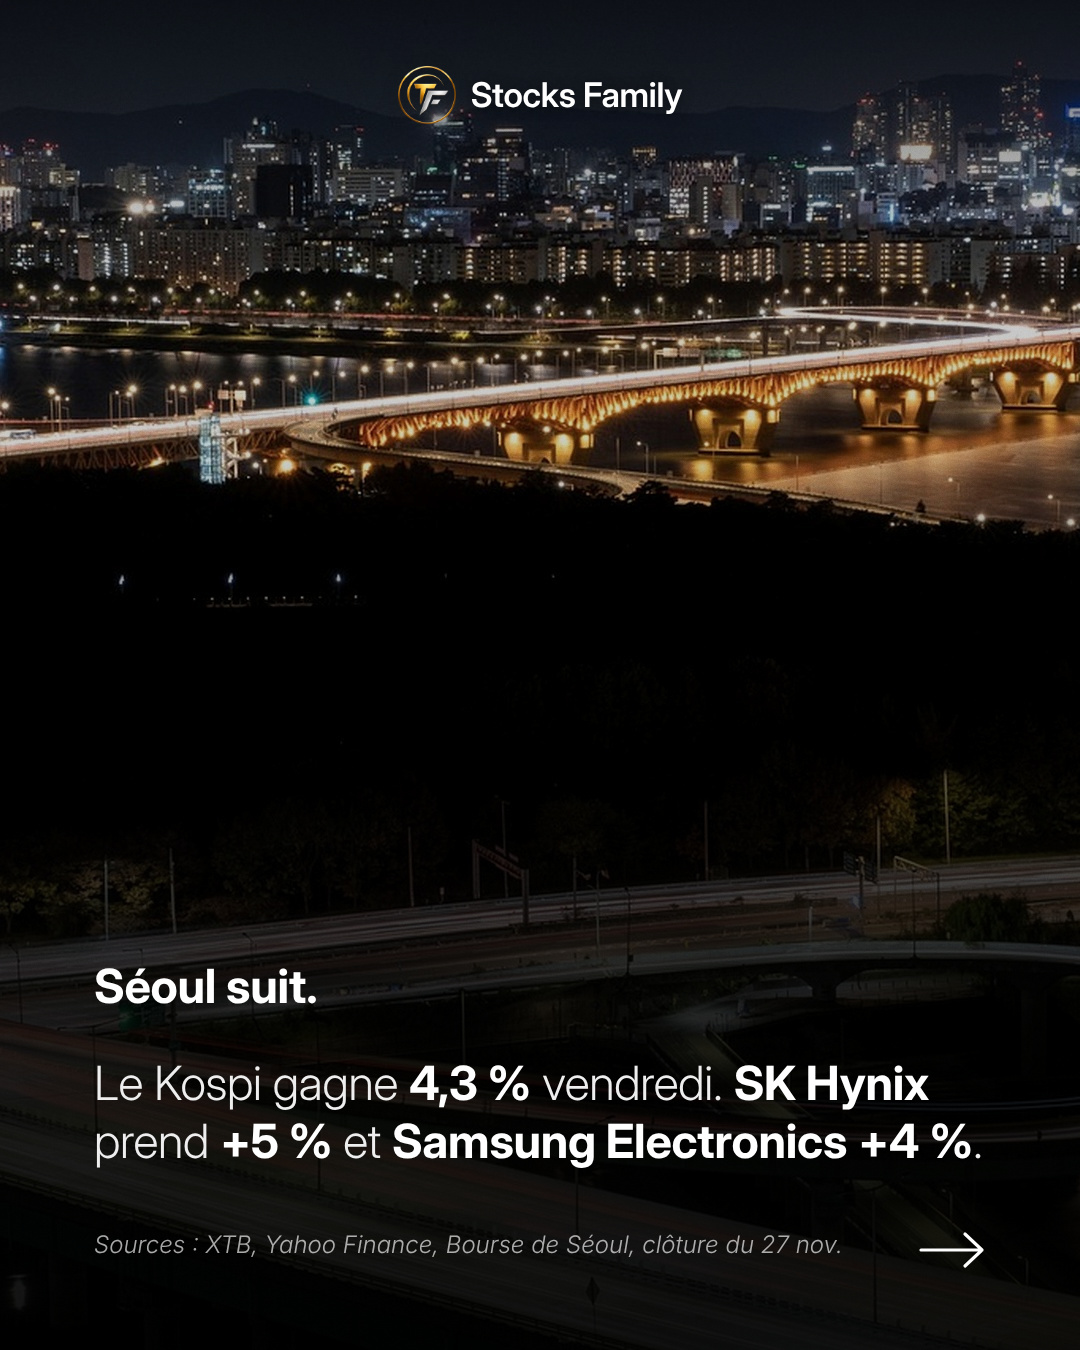 TF Stocks Family
Séoul suit.
Le Kospi gagne 4,3 % vendredi. SK Hynix
prend +5 % et Samsung Electronics +4 %.
Sources : XTB, Yahoo Finance, Bourse de Séoul, clôture du 27 nov.